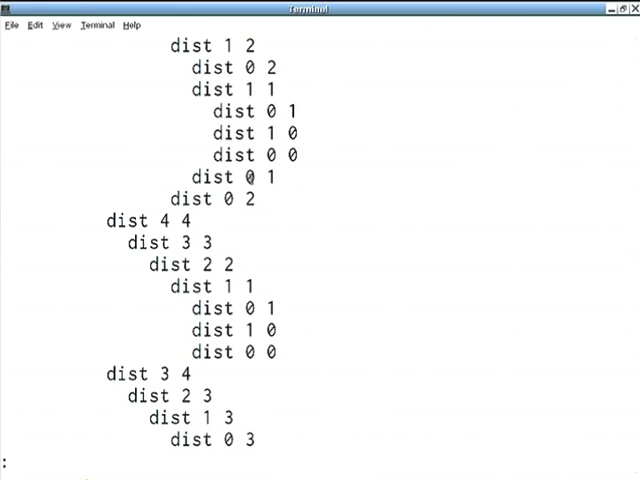 Terminal
File Edit View Terminal Help
dist 1 2
dist 0 2
dist 1 1
dist 0 1
dist 1 0
dist 0 0
dist 0 1
dist 0 2
dist 4 4
dist 3 3
dist 2 2
dist 1 1
dist 0 1
dist 1 0
dist 0 0
dist 3 4
dist 2 3
dist 1 3
dist 0 3
: